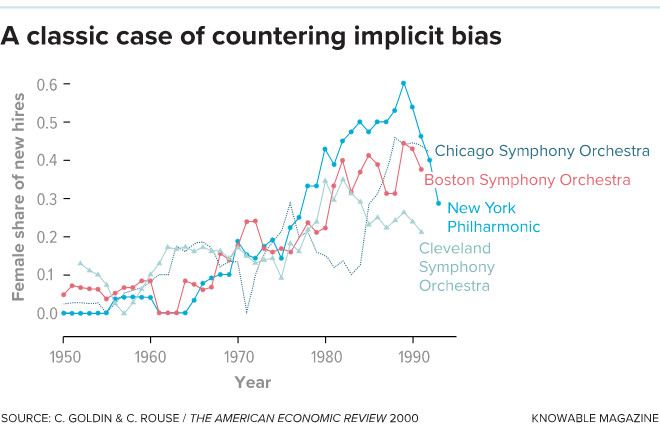 A classic case of countering implicit bias
Female share of new hires
0.6
0.5
0.4
0.3
0.2
0.1
0.0
Chicago Symphony Orchestra
Boston Symphony Orchestra
New York
Philharmonic
Cleveland
Symphony
Orchestra
1950
1960
1970
1980
1990
Year
SOURCE: C. GOLDIN & C. ROUSE / THE AMERICAN ECONOMIC REVIEW 2000
KNOWABLE MAGAZINE